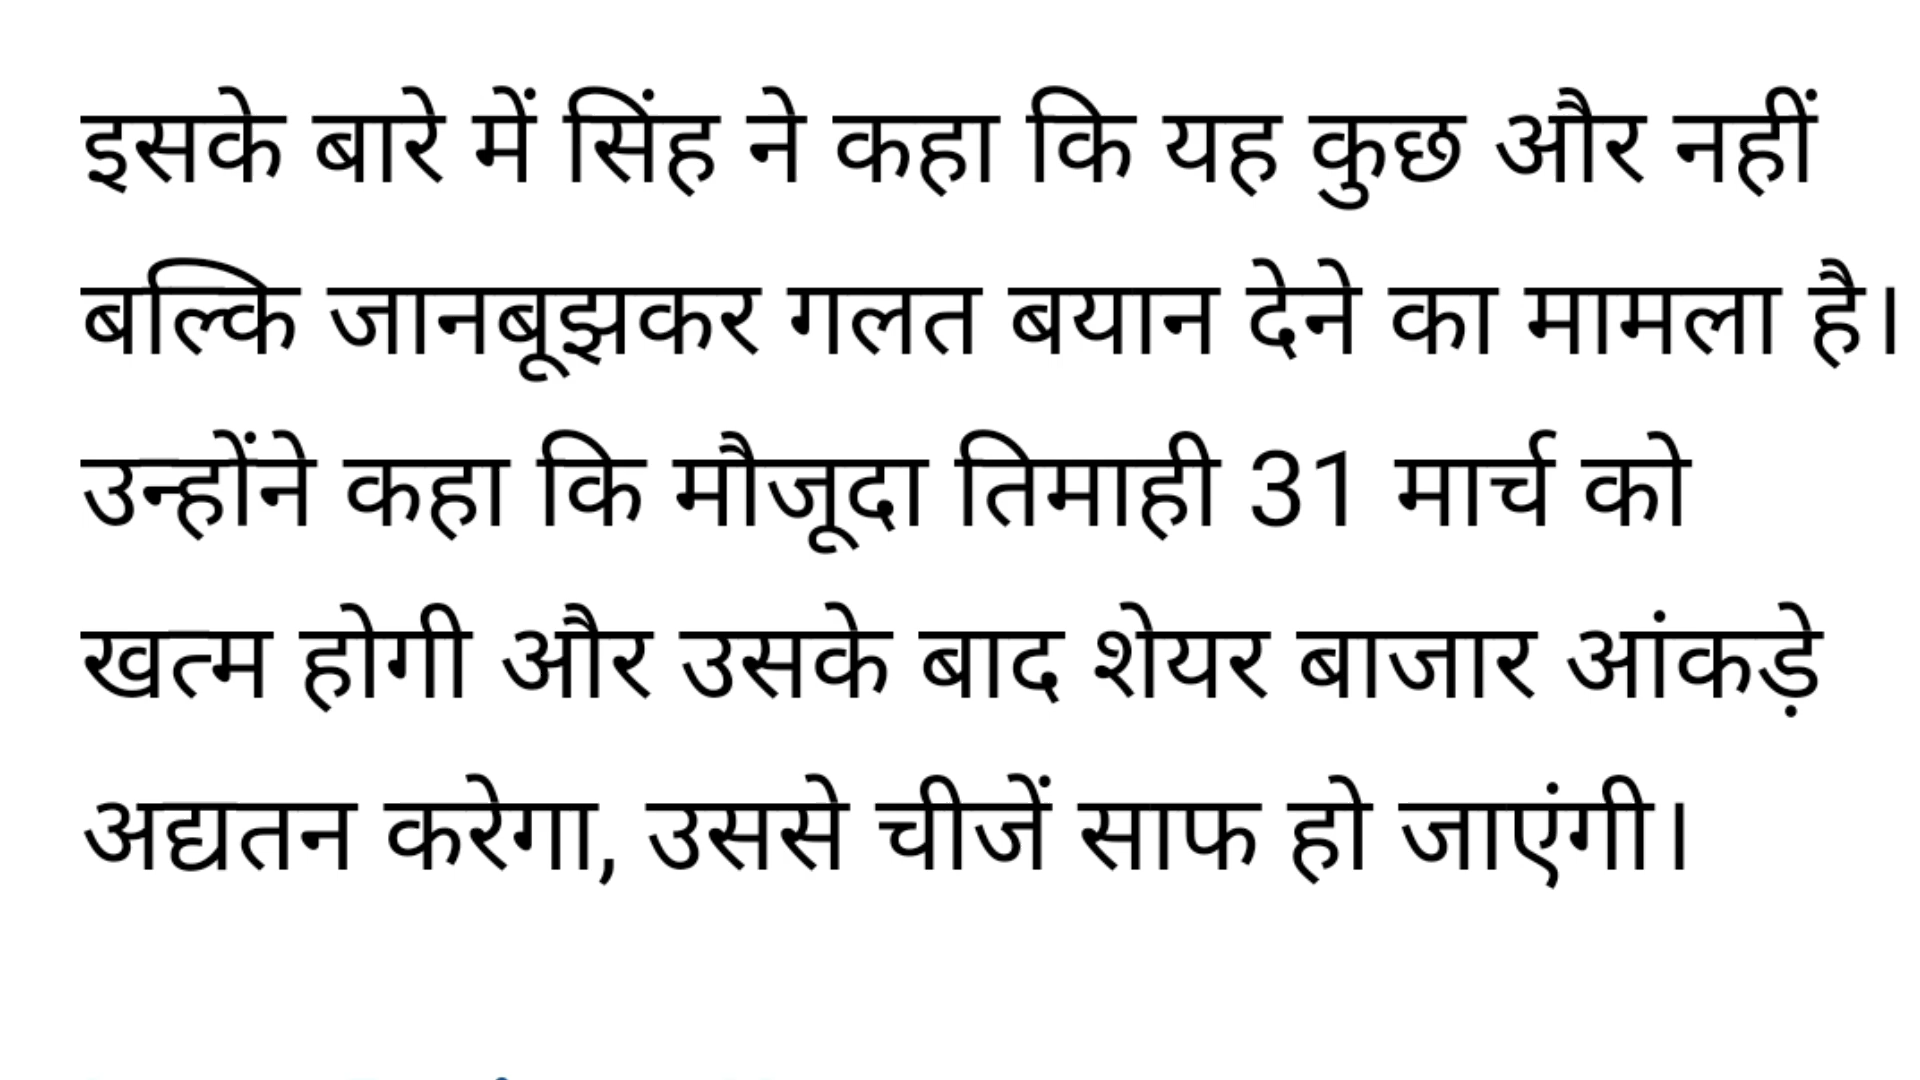 इसके बारे में सिंह ने कहा कि यह कुछ और नहीं
बल्कि जानबूझकर गलत बयान देने का मामला है।
उन्होंने कहा कि मौजूदा तिमाही 31 मार्च को
खत्म होगी और उसके बाद शेयर बाजार आंकड़े
अद्यतन करेगा, उससे चीजें साफ हो जाएंगी।